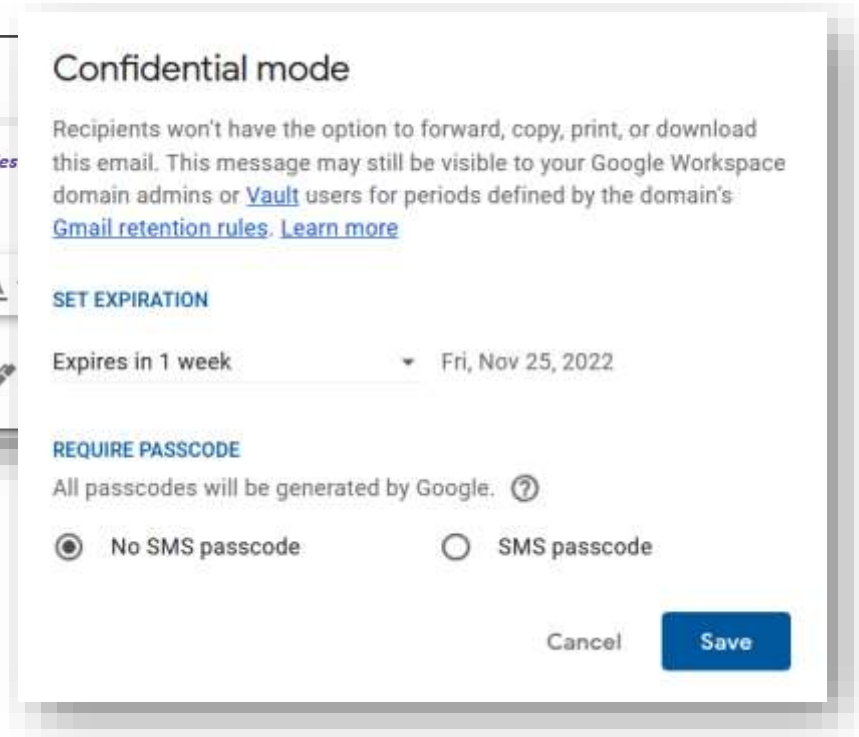 Confidential mode
Recipients won't have the option to forward, copy, print, or download
this email. This message may still be visible to your Google Workspace
domain admins or Vault users for periods defined by the domain's
Gmail retention rules. Learn more
SET EXPIRATION
Expires in 1 week Fri, Nov 25, 2022
REQUIRE PASSCODE
All passcodes will be generated by Google.
No SMS passcode SMS passcode
Cancel Save